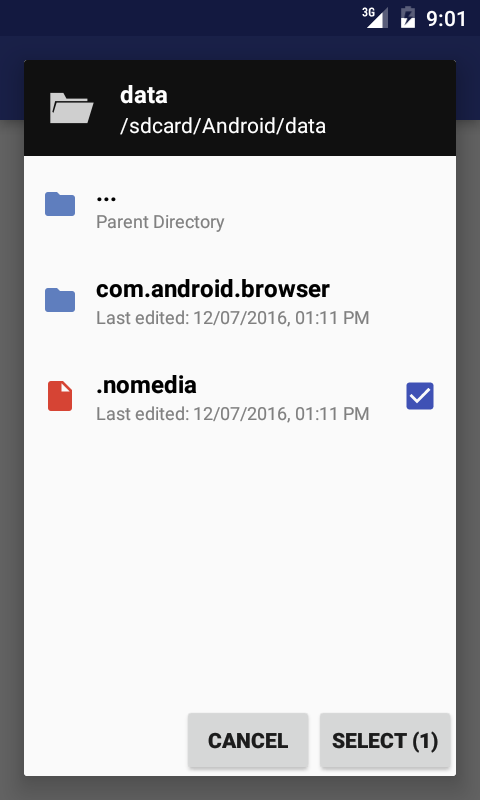 3G 9:01
data
/sdcard/Android/data
...
Parent Directory
com.android.browser
Last edited: 12/07/2016, 01:11 PM
.nomedia
Last edited: 12/07/2016, 01:11 PM
CANCEL SELECT (1)